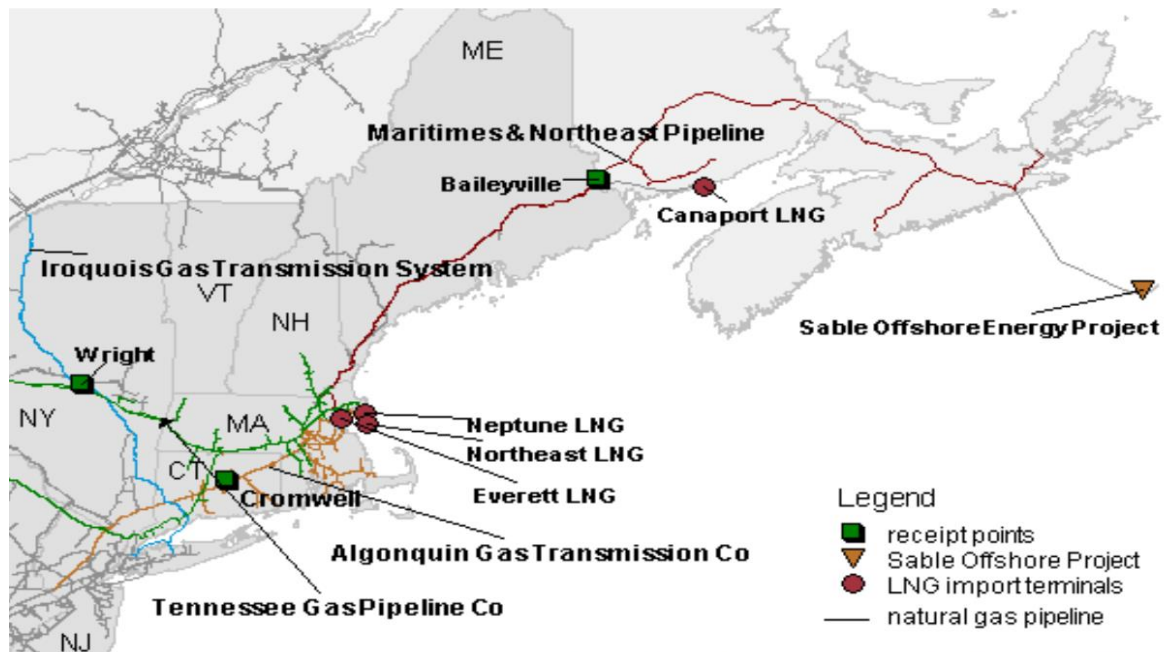 ME
Maritimes & Northeast Pipeline
Baileyville
Canaport LNG
Iroquois Gas Transmission System
VT
NH
Sable Offshore Energy Project
Wright
NY
MA
Neptune LNG
Northeast LNG
CT
Cromwell
Everett LNG
Algonquin Gas Transmission Co
Tennessee Gas Pipeline Co
NJ
Legend
receipt points
Sable Offshore Project
LNG import terminals
natural gas pipeline